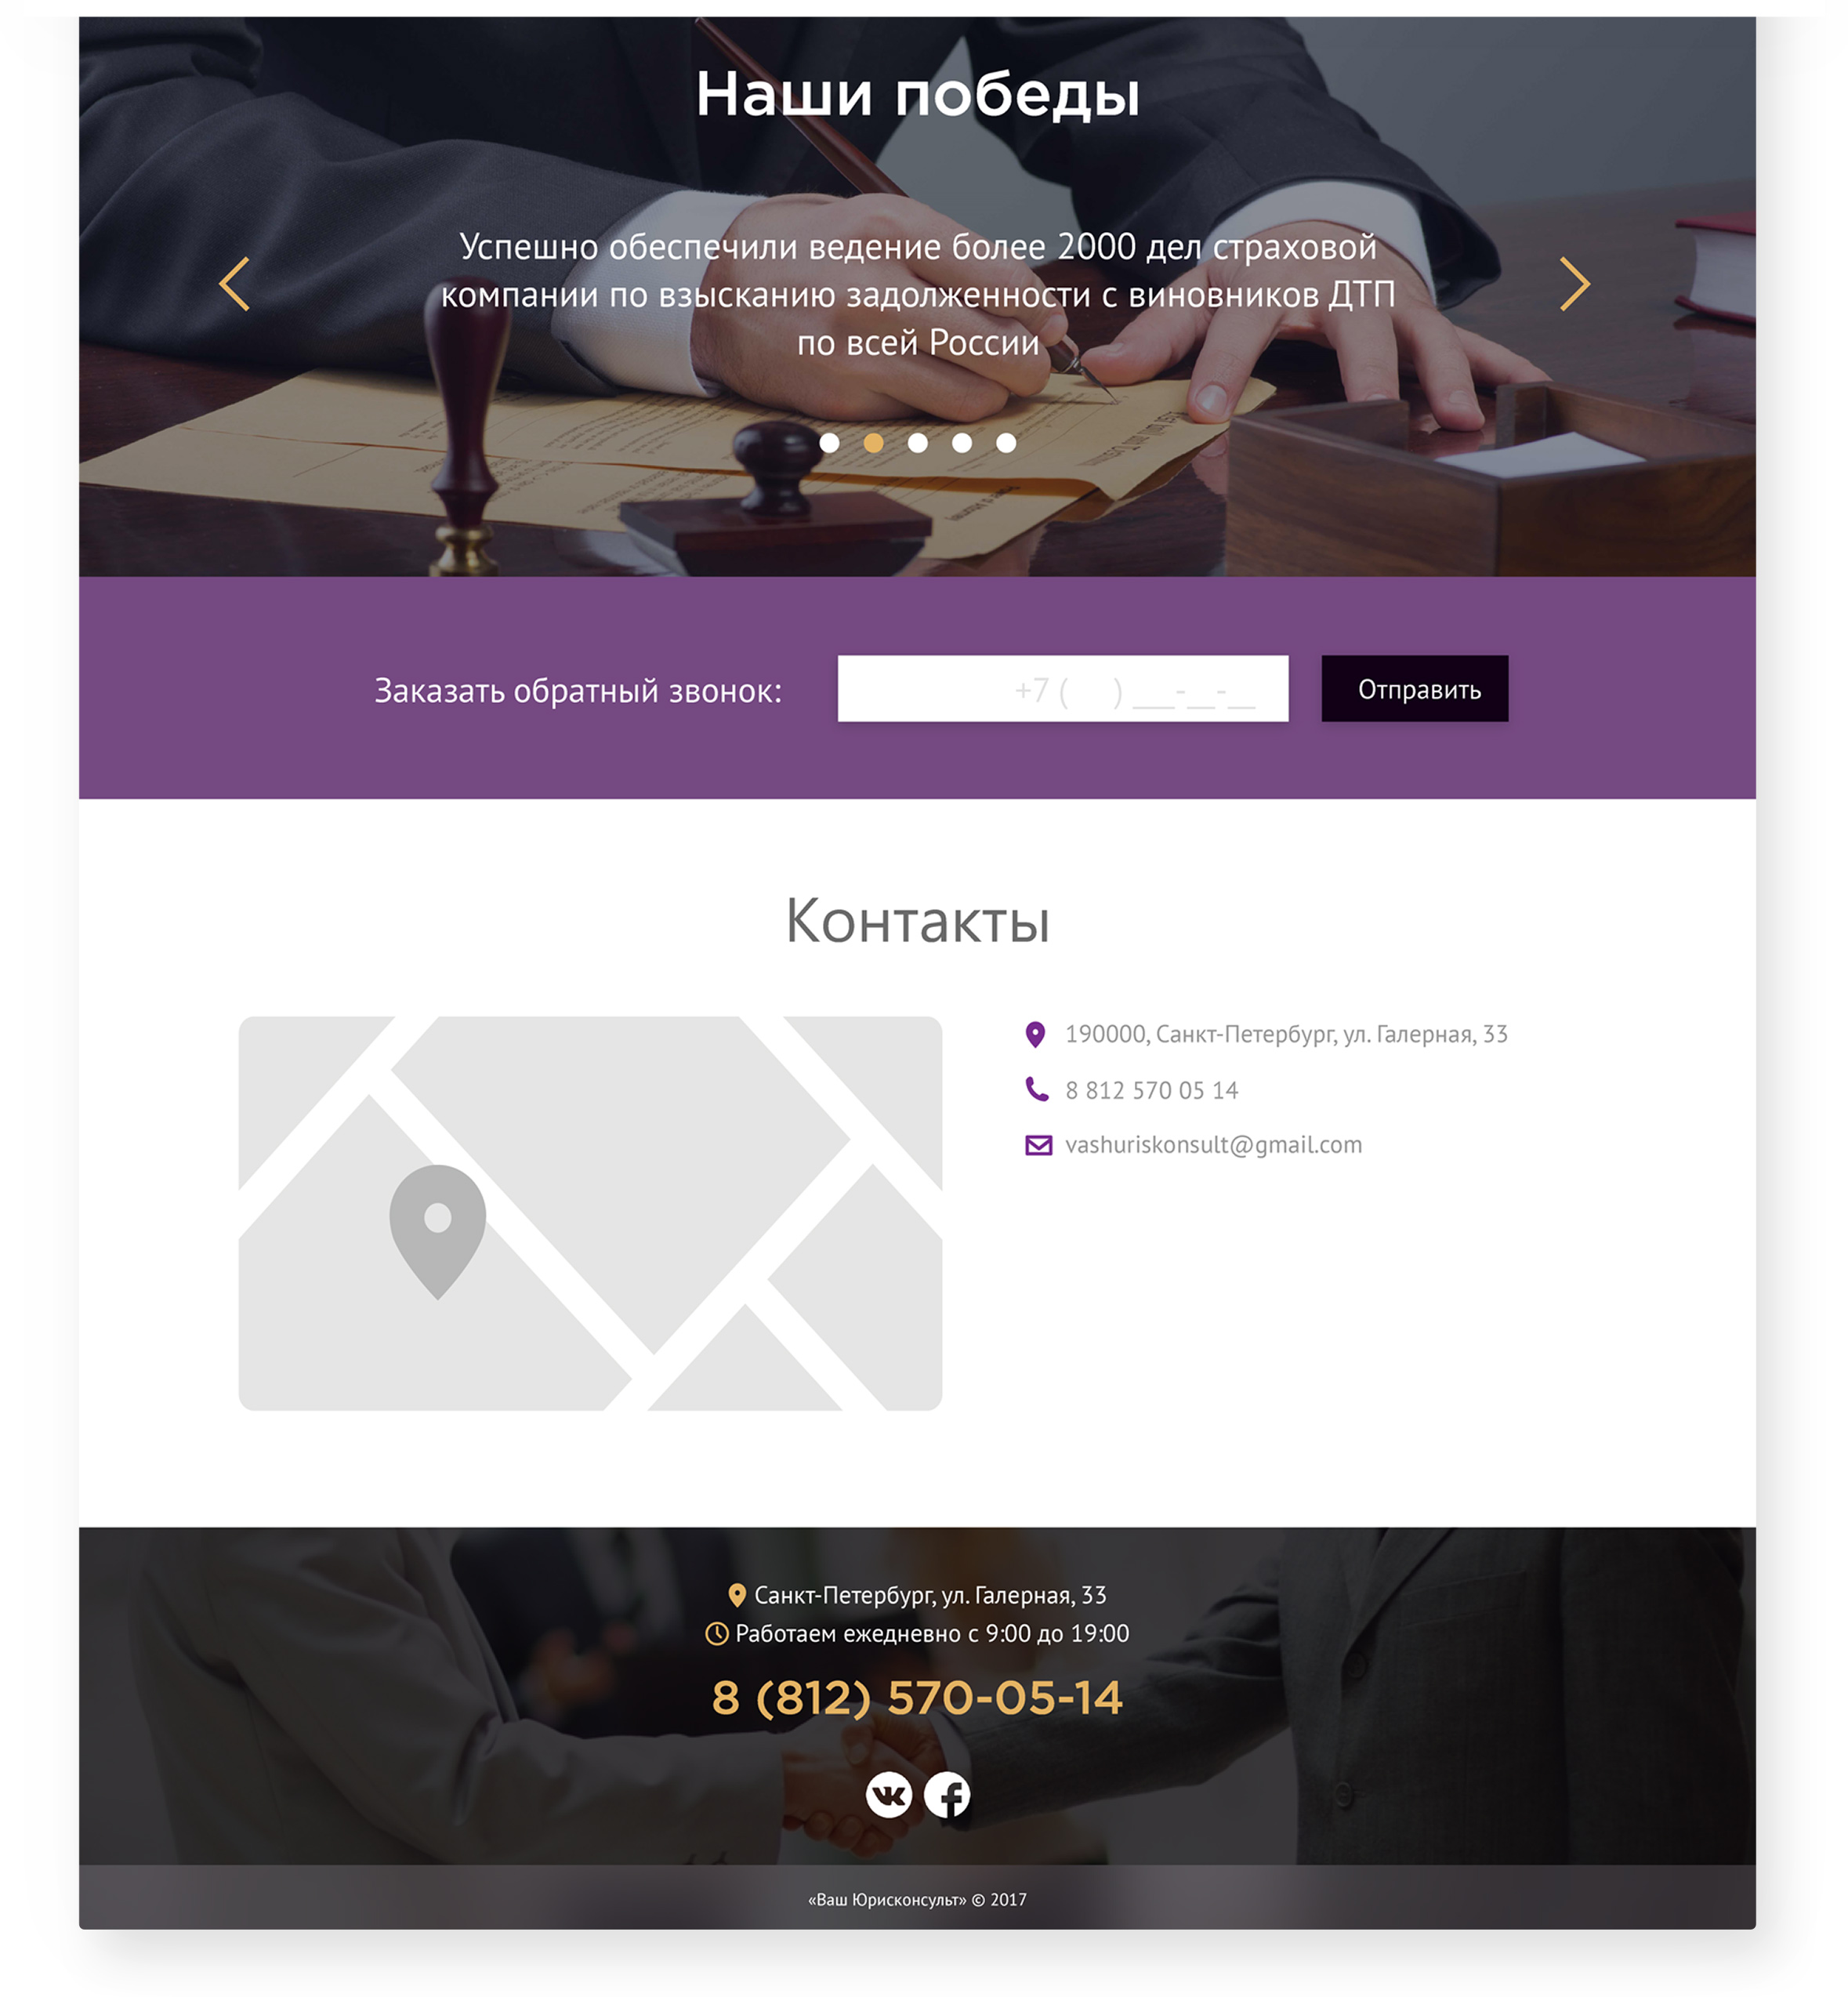 Наши победы
Успешно обеспечили ведение более 2000 дел страховой
компании по взысканию задолженности с виновников ДТП
по всей России
Заказать обратный звонок:
+7 ( ) ___-__-__
Отправить
Контакты
190000, Санкт-Петербург, ул. Галерная, 33
8 812 570 05 14
vashuriskonsult@gmail.com
Санкт-Петербург, ул. Галерная, 33
Работаем ежедневно с 9:00 до 19:00
8 (812) 570-05-14
«Ваш Юрисконсульт» © 2017